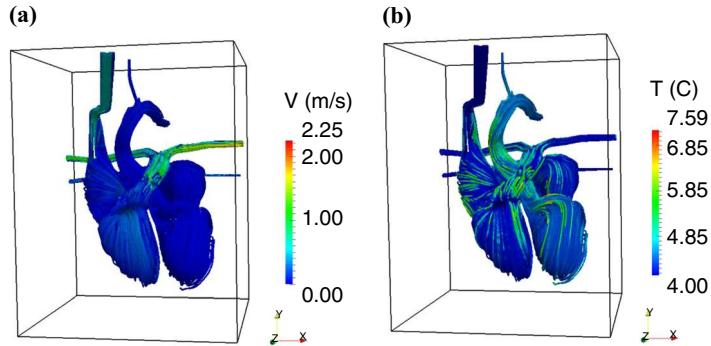 (a)
V (m/s)
2.25
2.00
1.00
0.00
Y
Z
X
(b)
T (C)
7.59
6.85
5.85
4.85
4.00
Y
Z
X